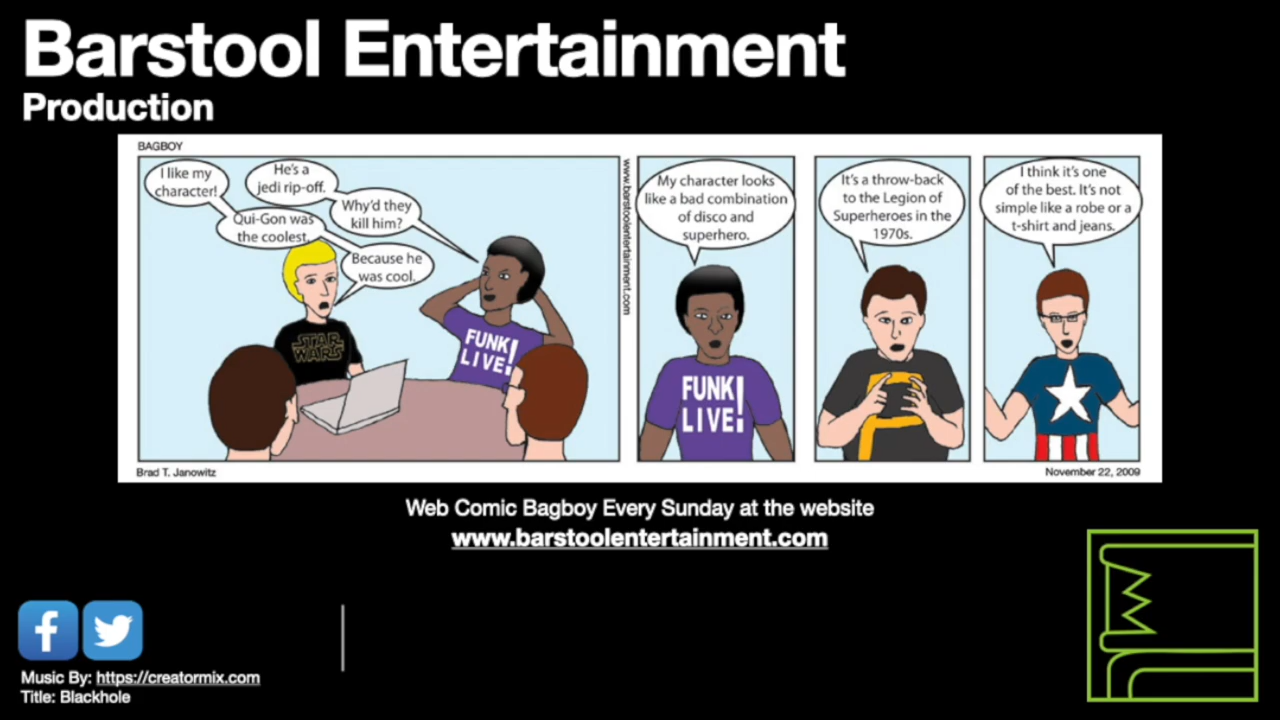 Barstool Entertainment
Production
BAGBOY
I like my
character!
He's a
jedi rip-off.
Qui-Gon was
the coolest.
Why'd they
kill him?
Because he
was cool.
STAR
WARS
FUNK
LIVE!
www.barstoolentertainment.com
My character looks
like a bad combination
of disco and
superhero.
FUNK
LIVE!
It's a throw-back
to the Legion of
Superheroes in the
1970s.
I think it's one
of the best. It's not
simple like a robe or a
t-shirt and jeans.
Brad T. Janowitz
November 22, 2009
Web Comic Bagboy Every Sunday at the website
www.barstoolentertainment.com
Music By: https://creatormix.com
Title: Blackhole